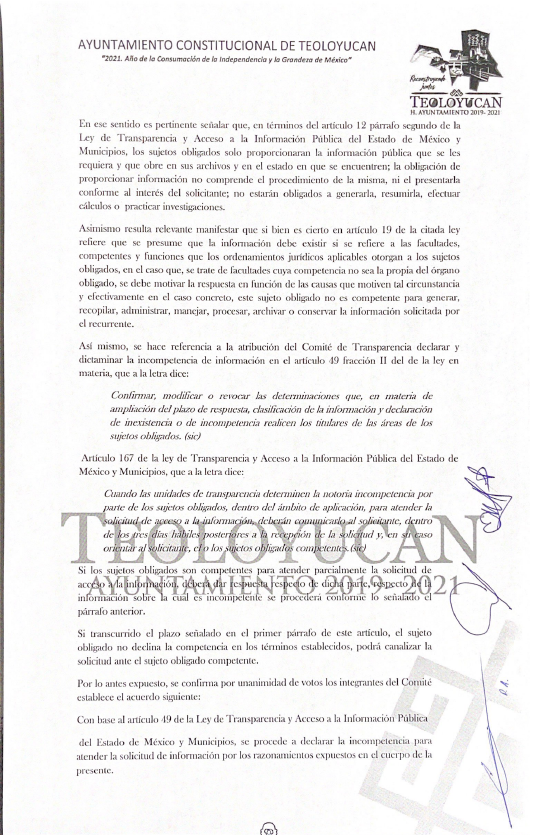 AYUNTAMIENTO CONSTITUCIONAL DE TEOLOYUCAN
"2021. Año de la Consumación de la Independencia y la Grandeza de México"
Reconstruyendo
juntos
TEOLOYUCAN
H. AYUNTAMIENTO 2019- 2021
En ese sentido es pertinente señalar que, en términos del artículo 12 párrafo segundo de la
Ley de Transparencia y Acceso a la Información Pública del Estado de México y
Municipios, los sujetos obligados solo proporcionaran la información pública que se les
requiera y que obre en sus archivos y en el estado en que se encuentren; la obligación de
proporcionar información no comprende el procedimiento de la misma, ni el presentarla
conforme al interés del solicitante; no estarán obligados a generarla, resumirla, efectuar
cálculos o practicar investigaciones.
Asimismo resulta relevante manifestar que si bien es cierto en artículo 19 de la citada ley
refiere que se presume que la información debe existir si se refiere a las facultades,
competentes y funciones que los ordenamientos jurídicos aplicables otorgan a los sujetos
obligados, en el caso que, se trate de facultades cuya competencia no sea la propia del órgano
obligado, se debe motivar la respuesta en función de las causas que motiven tal circunstancia
y efectivamente en el caso concreto, este sujeto obligado no es competente para generar,
recopilar, administrar, manejar, procesar, archivar o conservar la información solicitada por
el recurrente.
Así mismo, se hace referencia a la atribución del Comité de Transparencia declarar y
dictaminar la incompetencia de información en el artículo 49 fracción II del de la ley en
materia, que a la letra dice:
Confirmar, modificar o revocar las determinaciones que, en materia de
ampliación del plazo de respuesta, clasificación de la información y declaración
de inexistencia o de incompetencia realicen los titulares de las áreas de los
sujetos obligados. (sic)
Artículo 167 de la ley de Transparencia y Acceso a la Información Pública del Estado de
México y Municipios, que a la letra dice:
Cuando las unidades de transparencia determinen la notoria incompetencia por
parte de los sujetos obligados, dentro del ámbito de aplicación, para atender la
solicitud de acceso a la información, deberán comunicarlo al solicitante, dentro
de los tres días hábiles posteriores a la recepción de la solicitud y, en su caso
orientar al solicitante, el o los sujetos obligados competentes.(sic)
TEOLOYUCAN
AYUNTAMIENTO 2019- 2021
Si los sujetos obligados son competentes para atender parcialmente la solicitud de
acceso a la información, deberá dar respuesta respecto de dicha parte, respecto de la
información sobre la cual es incompetente se procederá conforme lo señalado el
párrafo anterior.
Si transcurrido el plazo señalado en el primer párrafo de este artículo, el sujeto
obligado no declina la competencia en los términos establecidos, podrá canalizar la
solicitud ante el sujeto obligado competente.
Por lo antes expuesto, se confirma por unanimidad de votos los integrantes del Comité
establece el acuerdo siguiente:
Con base al artículo 49 de la Ley de Transparencia y Acceso a la Información Pública
del Estado de México y Municipios, se procede a declarar la incompetencia para
atender la solicitud de información por los razonamientos expuestos en el cuerpo de la
presente.